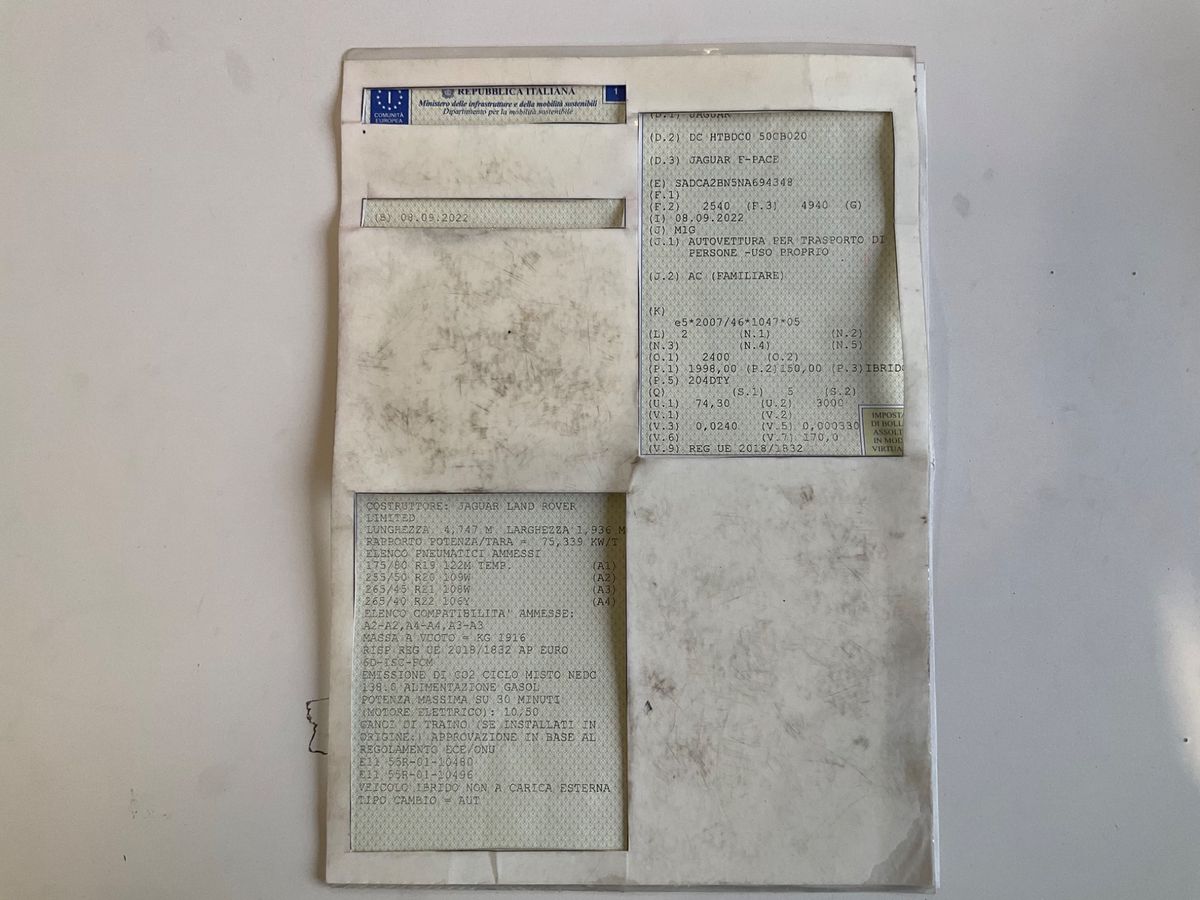 COMUNITÀ
EUROPEA
I
REPUBBLICA ITALIANA
Ministero delle infrastrutture e della mobilità sostenibili
Dipartimento per la mobilità sostenibile
1
(B) 08.09.2022
(D.1) JAGUAR
(D.2) DC HTBDC0 50CB020
(D.3) JAGUAR F-PACE
(E) SADCA2BN5NA694348
(F.1)
(F.2) 2540 (F.3) 4940 (G)
(I) 08.09.2022
(J) M1G
(J.1) AUTOVETTURA PER TRASPORTO DI
PERSONE -USO PROPRIO
(J.2) AC (FAMILIARE)
(K)
e5*2007/46*1047*05
(L) 2 (N.1) (N.2)
(N.3) (N.4) (N.5)
(O.1) 2400 (O.2)
(P.1) 1998,00 (P.2)150,00 (P.3)IBRID
(P.5) 204DTY
(Q) (S.1) 5 (S.2)
(U.1) 74,30 (U.2) 3000
(V.1) (V.2)
(V.3) 0,0240 (V.5) 0,000330
(V.6) (V.7) 170,0
(V.9) REG UE 2018/1832
IMPOSTA
DI BOLL
ASSOLT
IN MOD
VIRTUA
COSTRUTTORE: JAGUAR LAND ROVER
LIMITED
LUNGHEZZA 4,747 M LARGHEZZA 1,936 M
RAPPORTO POTENZA/TARA = 75,339 KW/T
ELENCO PNEUMATICI AMMESSI
175/80 R19 122M TEMP. (A1)
255/50 R20 109W (A2)
265/45 R21 108W (A3)
265/40 R22 106Y (A4)
ELENCO COMPATIBILITA' AMMESSE:
A2-A2,A4-A4,A3-A3
MASSA A VUOTO = KG 1916
RISP REG UE 2018/1832 AP EURO
6D-ISC-FCM
EMISSIONE DI CO2 CICLO MISTO NEDC
138.0 ALIMENTAZIONE GASOL
POTENZA MASSIMA SU 30 MINUTI
(MOTORE ELETTRICO): 10,50
GANCI DI TRAINO (SE INSTALLATI IN
ORIGINE:) APPROVAZIONE IN BASE AL
REGOLAMENTO ECE/ONU
E11 55R-01-10480
E11 55R-01-10496
VEICOLO IBRIDO NON A CARICA ESTERNA
TIPO CAMBIO = AUT